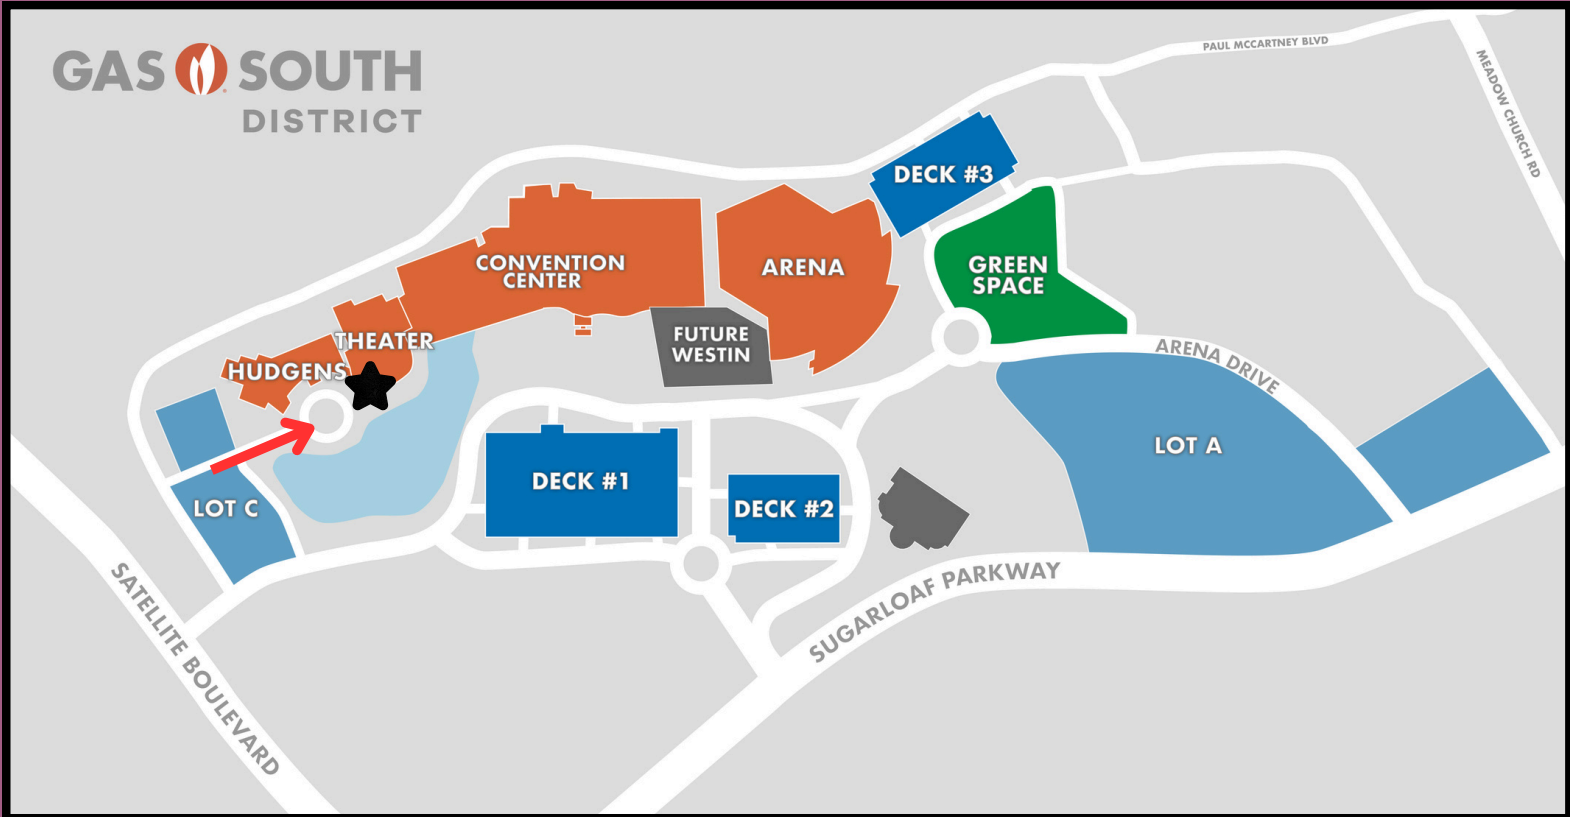 GAS SOUTH
DISTRICT
PAUL MCCARTNEY BLVD
MEADOW CHURCH RD
DECK #3
CONVENTION
CENTER
ARENA
GREEN
SPACE
THEATER
FUTURE
WESTIN
HUDGENS
ARENA DRIVE
LOT A
DECK #1
DECK #2
LOT C
SUGARLOAF PARKWAY
SATELLITE BOULEVARD